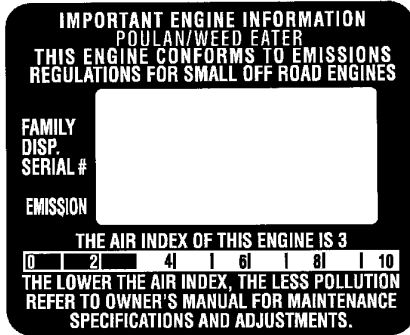 IMPORTANT ENGINE INFORMATION
POULAN/WEED EATER
THIS ENGINE CONFORMS TO EMISSIONS
REGULATIONS FOR SMALL OFF ROAD ENGINES
FAMILY
DISP.
SERIAL #
EMISSION
THE AIR INDEX OF THIS ENGINE IS 3
0 2 4 6 8 10
THE LOWER THE AIR INDEX, THE LESS POLLUTION
REFER TO OWNER'S MANUAL FOR MAINTENANCE
SPECIFICATIONS AND ADJUSTMENTS.